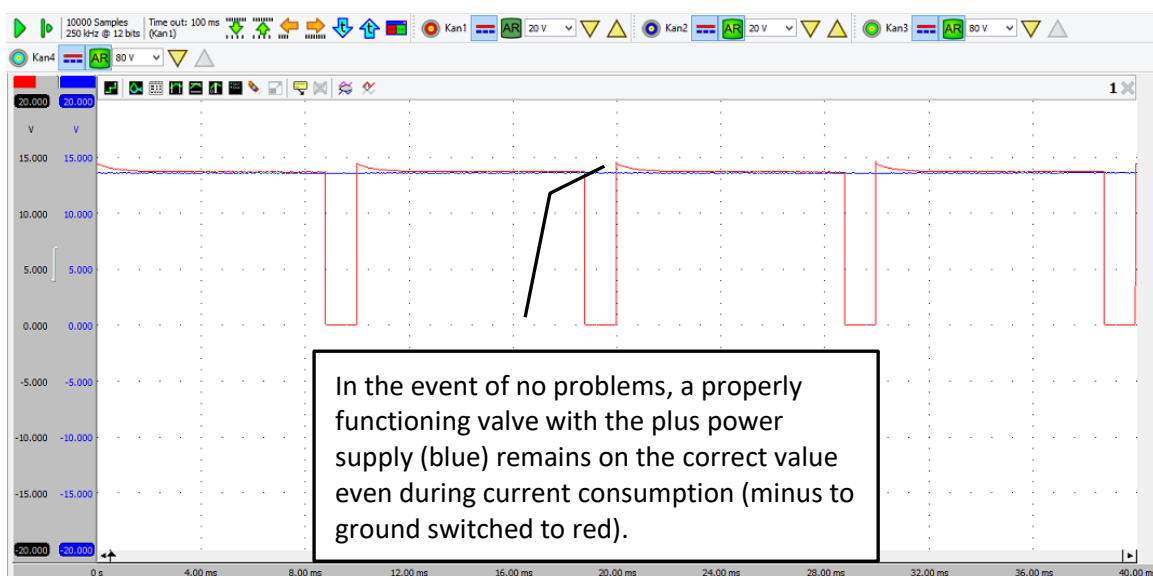 10000 Samples
250 kHz @ 12 bits
Time out: 100 ms
(Kan1)
Kan1 AR 20 V
Kan2 AR 20 V
Kan3 AR 80 V
Kan4 AR 80 V
1
20.000 20.000
V V
15.000 15.000
10.000 10.000
5.000 5.000
0.000 0.000
-5.000 -5.000
-10.000 -10.000
-15.000 -15.000
-20.000 -20.000
In the event of no problems, a properly
functioning valve with the plus power
supply (blue) remains on the correct value
even during current consumption (minus to
ground switched to red).
0 s 4.00 ms 8.00 ms 12.00 ms 16.00 ms 20.00 ms 24.00 ms 28.00 ms 32.00 ms 36.00 ms 40.00 m